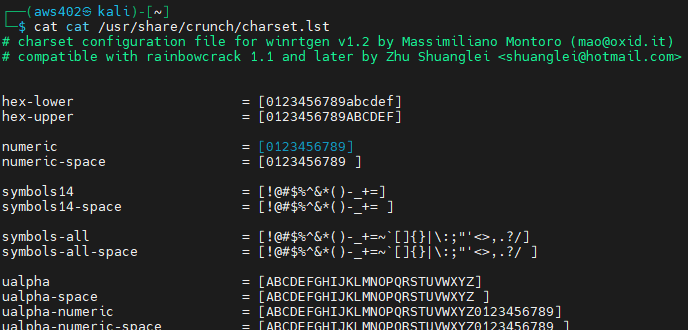 ┌──(aws402㉿ kali)-[~]
└─$ cat cat /usr/share/crunch/charset.lst
# charset configuration file for winrtgen v1.2 by Massimiliano Montoro (mao@oxid.it)
# compatible with rainbowcrack 1.1 and later by Zhu Shuanglei <shuanglei@hotmail.com>
hex-lower = [0123456789abcdef]
hex-upper = [0123456789ABCDEF]
numeric = [0123456789]
numeric-space = [0123456789 ]
symbols14 = [!@#$%^&*()-_+=]
symbols14-space = [!@#$%^&*()-_+= ]
symbols-all = [!@#$%^&*()-_+=~`[]{}|\:;"'<>,.?/]
symbols-all-space = [!@#$%^&*()-_+=~`[]{}|\:;"'<>,.?/ ]
ualpha = [ABCDEFGHIJKLMNOPQRSTUVWXYZ]
ualpha-space = [ABCDEFGHIJKLMNOPQRSTUVWXYZ ]
ualpha-numeric = [ABCDEFGHIJKLMNOPQRSTUVWXYZ0123456789]
ualpha-numeric-space = [ABCDEFGHIJKLMNOPQRSTUVWXYZ0123456789 ]